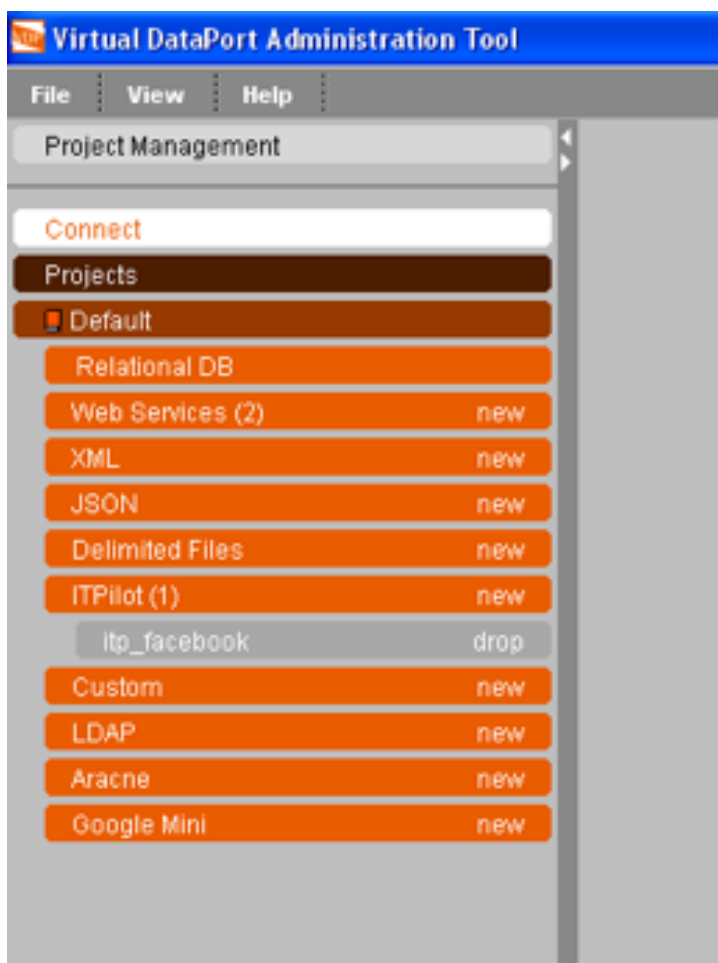 VDP Virtual DataPort Administration Tool
File View Help
Project Management
Connect
Projects
Default
Relational DB
Web Services (2) new
XML new
JSON new
Delimited Files new
ITPilot (1) new
itp_facebook drop
Custom new
LDAP new
Aracne new
Google Mini new